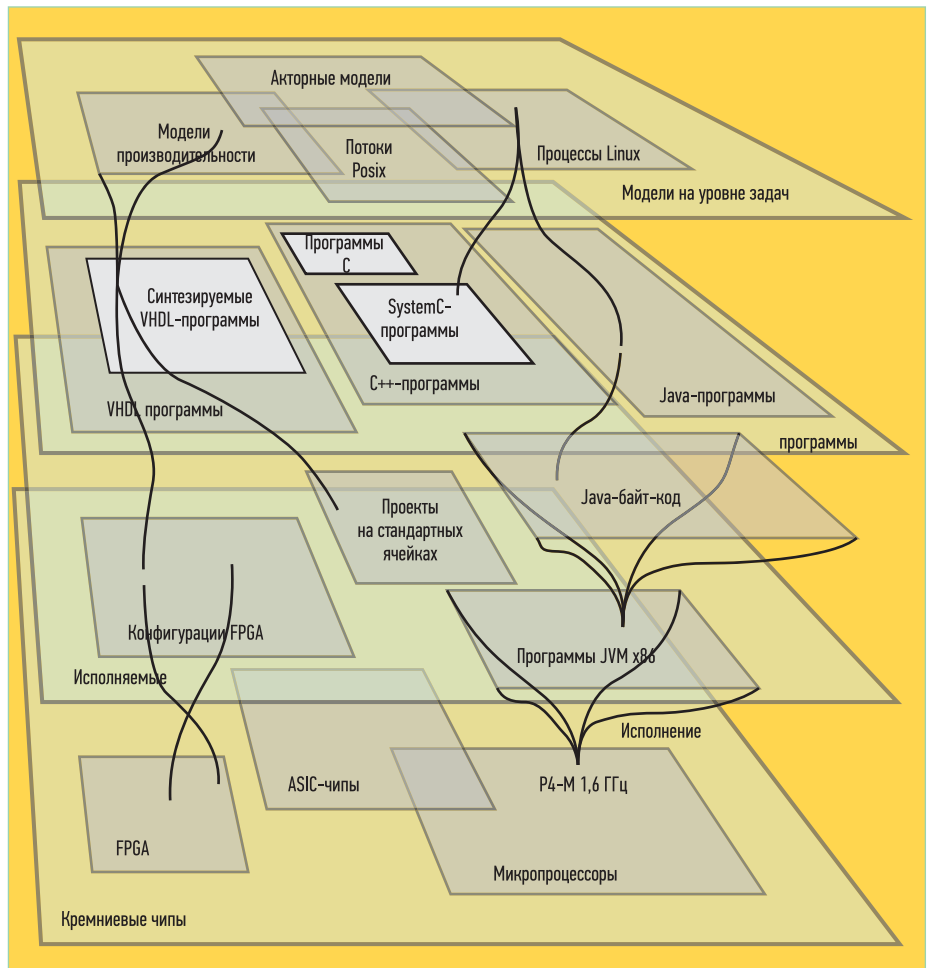 Акторные модели
Модели
производительности
Потоки
Posix
Процессы Linux
Модели на уровне задач
Программы
C
Синтезируемые
VHDL-программы
SystemC-
программы
C++-программы
Java-программы
VHDL программы
программы
Java-байт-код
Проекты
на стандартных
ячейках
Конфигурации FPGA
Программы JVM x86
Исполняемые
Исполнение
ASIC-чипы
P4-M 1,6 ГГц
FPGA
Микропроцессоры
Кремниевые чипы